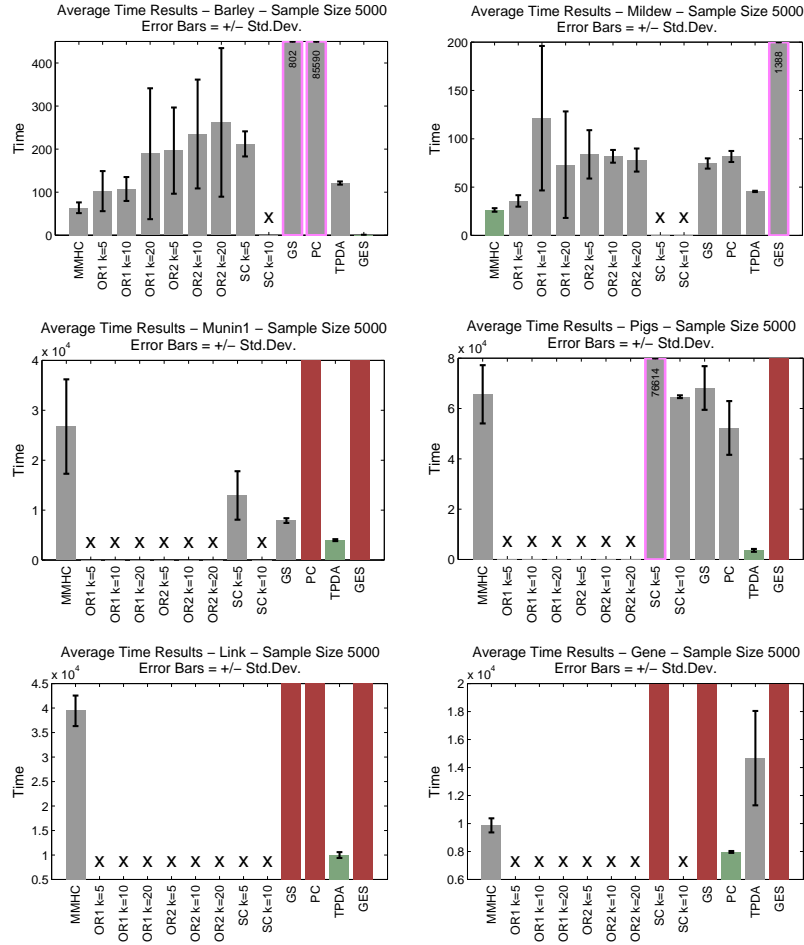 Average Time Results − Barley − Sample Size 5000
Error Bars = +/− Std.Dev.
Time
400
300
200
100
0
802
85590
X
MMHC
OR1 k=5
OR1 k=10
OR1 k=20
OR2 k=5
OR2 k=10
OR2 k=20
SC k=5
SC k=10
GS
PC
TPDA
GES
Average Time Results − Mildew − Sample Size 5000
Error Bars = +/− Std.Dev.
Time
200
150
100
50
0
1388
X X
MMHC
OR1 k=5
OR1 k=10
OR1 k=20
OR2 k=5
OR2 k=10
OR2 k=20
SC k=5
SC k=10
GS
PC
TPDA
GES
Average Time Results − Munin1 − Sample Size 5000
Error Bars = +/− Std.Dev.
x 10^4
Time
4
3
2
1
0
X X X X X X X
MMHC
OR1 k=5
OR1 k=10
OR1 k=20
OR2 k=5
OR2 k=10
OR2 k=20
SC k=5
SC k=10
GS
PC
TPDA
GES
Average Time Results − Pigs − Sample Size 5000
Error Bars = +/− Std.Dev.
x 10^4
Time
8
6
4
2
0
76614
X X X X X X
MMHC
OR1 k=5
OR1 k=10
OR1 k=20
OR2 k=5
OR2 k=10
OR2 k=20
SC k=5
SC k=10
GS
PC
TPDA
GES
Average Time Results − Link − Sample Size 5000
Error Bars = +/− Std.Dev.
x 10^4
Time
4.5
4
3.5
3
2.5
2
1.5
1
0.5
X X X X X X X X
MMHC
OR1 k=5
OR1 k=10
OR1 k=20
OR2 k=5
OR2 k=10
OR2 k=20
SC k=5
SC k=10
GS
PC
TPDA
GES
Average Time Results − Gene − Sample Size 5000
Error Bars = +/− Std.Dev.
x 10^4
Time
2
1.8
1.6
1.4
1.2
1
0.8
0.6
X X X X X X X
MMHC
OR1 k=5
OR1 k=10
OR1 k=20
OR2 k=5
OR2 k=10
OR2 k=20
SC k=5
SC k=10
GS
PC
TPDA
GES